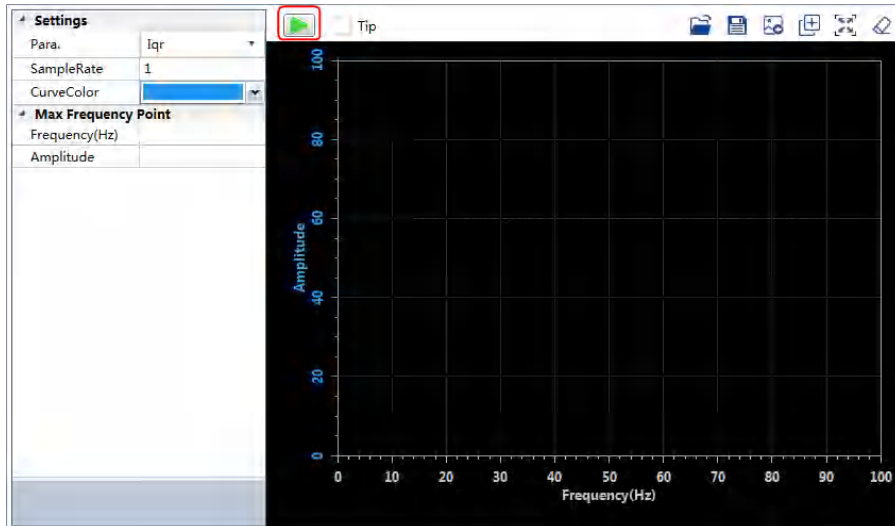 Settings
Para. Iqr
SampleRate 1
CurveColor
Max Frequency Point
Frequency(Hz)
Amplitude
Tip
100
80
60
40
20
0
Amplitude
0 10 20 30 40 50 60 70 80 90 100
Frequency(Hz)